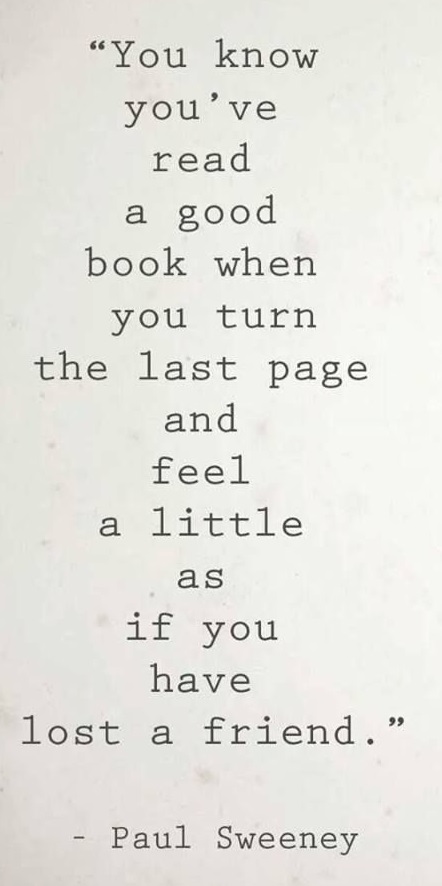 “You know
you’ve
read
a good
book when
you turn
the last page
and
feel
a little
as
if you
have
lost a friend.”
- Paul Sweeney